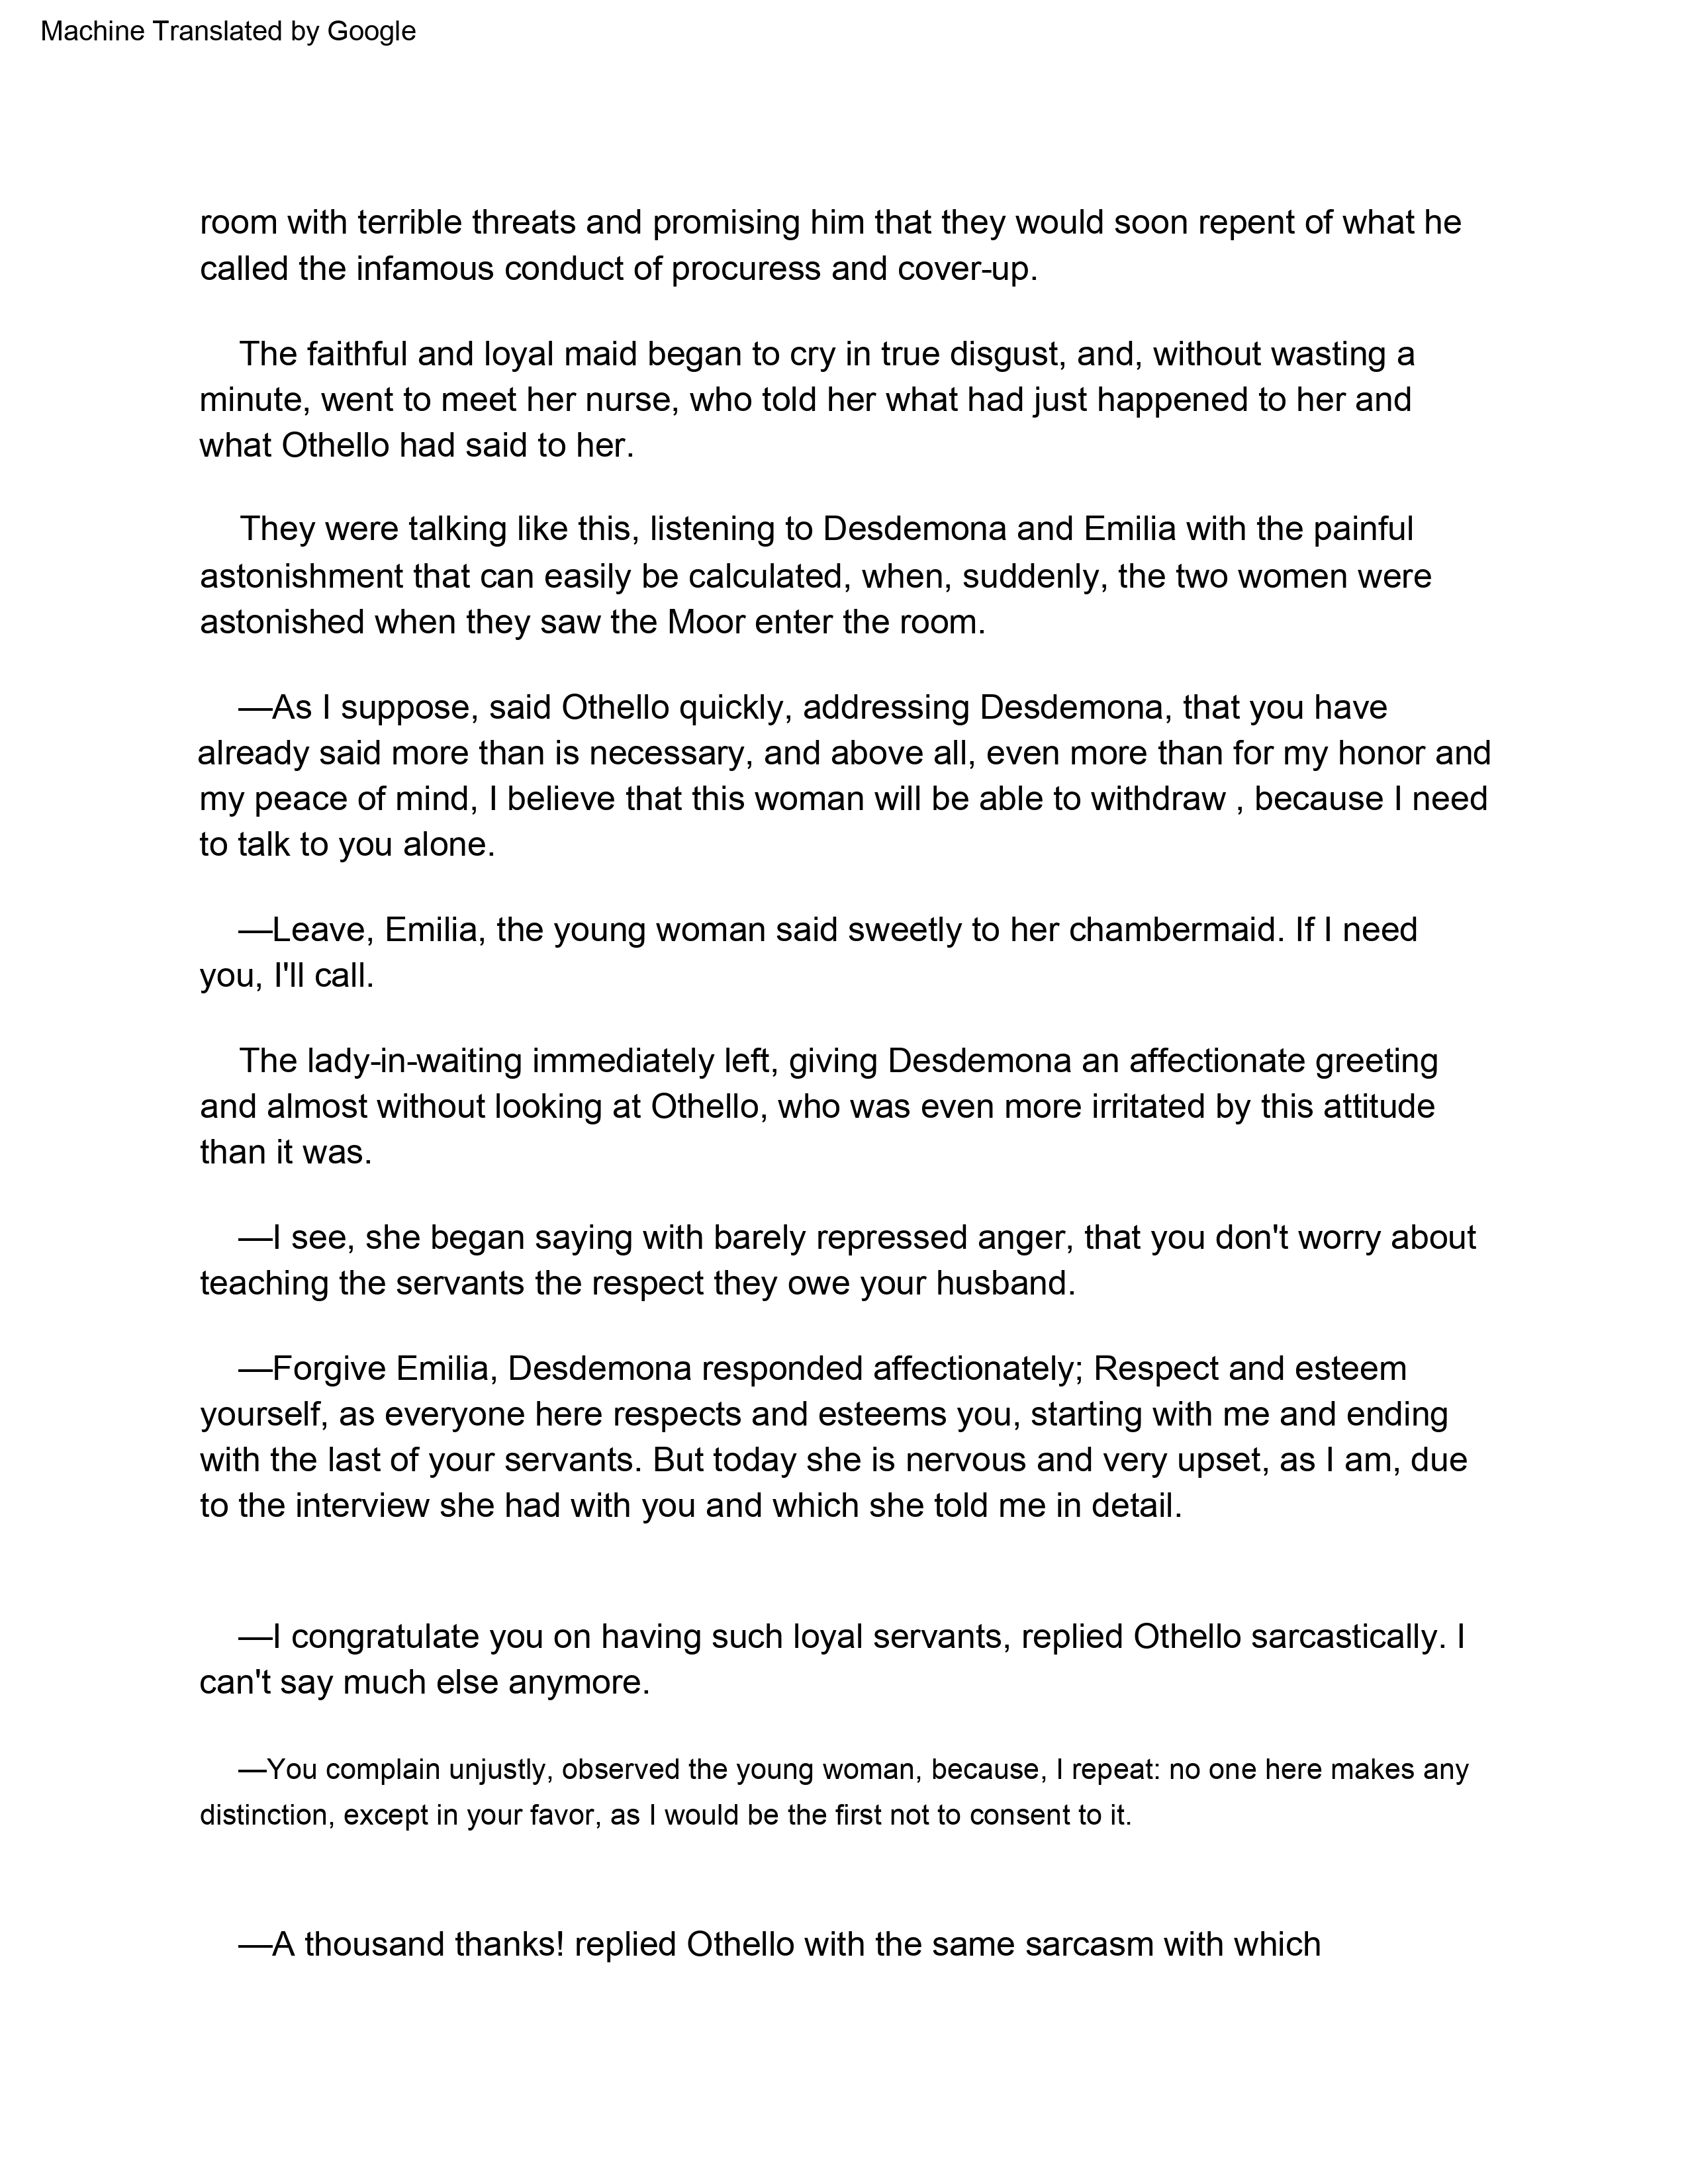 Machine Translated by Google
room with terrible threats and promising him that they would soon repent of what he
called the infamous conduct of procuress and cover-up.
The faithful and loyal maid began to cry in true disgust, and, without wasting a
minute, went to meet her nurse, who told her what had just happened to her and
what Othello had said to her.
They were talking like this, listening to Desdemona and Emilia with the painful
astonishment that can easily be calculated, when, suddenly, the two women were
astonished when they saw the Moor enter the room.
—As I suppose, said Othello quickly, addressing Desdemona, that you have
already said more than is necessary, and above all, even more than for my honor and
my peace of mind, I believe that this woman will be able to withdraw , because I need
to talk to you alone.
—Leave, Emilia, the young woman said sweetly to her chambermaid. If I need
you, I'll call.
The lady-in-waiting immediately left, giving Desdemona an affectionate greeting
and almost without looking at Othello, who was even more irritated by this attitude
than it was.
—I see, she began saying with barely repressed anger, that you don't worry about
teaching the servants the respect they owe your husband.
—Forgive Emilia, Desdemona responded affectionately; Respect and esteem
yourself, as everyone here respects and esteems you, starting with me and ending
with the last of your servants. But today she is nervous and very upset, as I am, due
to the interview she had with you and which she told me in detail.
—I congratulate you on having such loyal servants, replied Othello sarcastically. I
can't say much else anymore.
—You complain unjustly, observed the young woman, because, I repeat: no one here makes any
distinction, except in your favor, as I would be the first not to consent to it.
—A thousand thanks! replied Othello with the same sarcasm with which